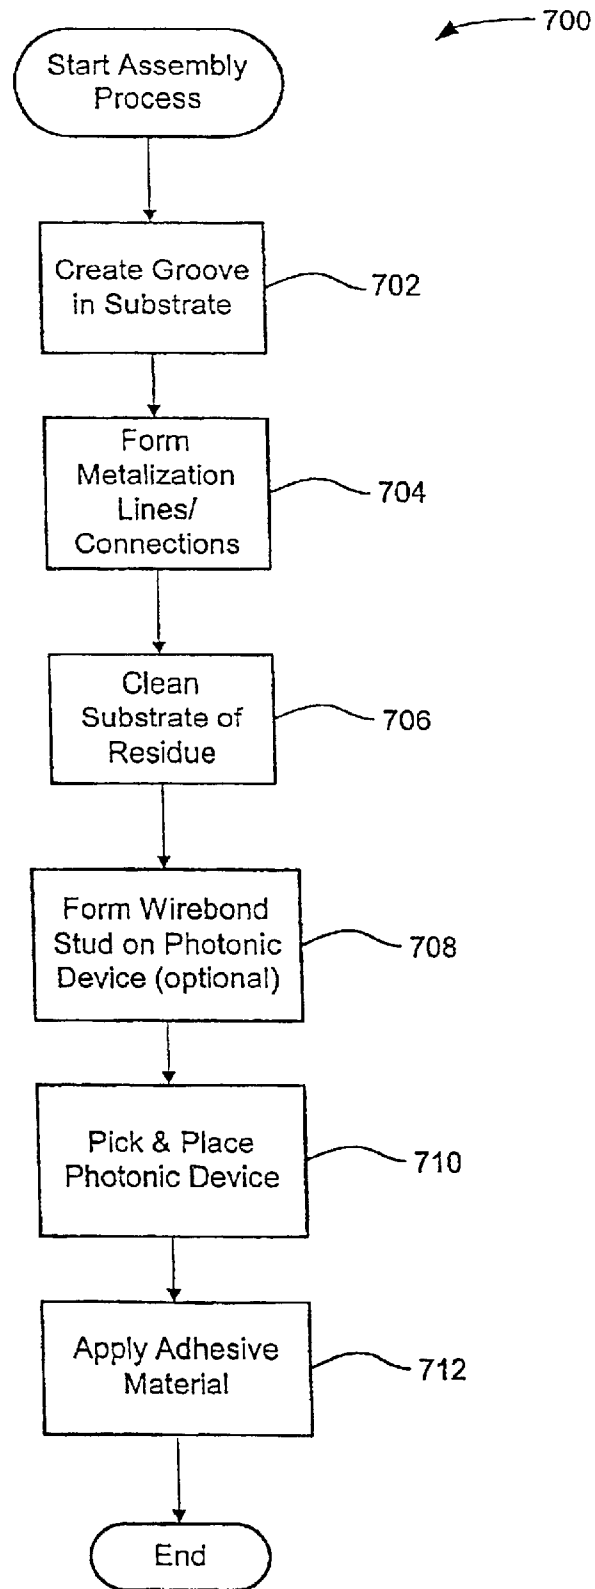 700
Start Assembly
Process
Create Groove
in Substrate
702
Form
Metalization
Lines/
Connections
704
Clean
Substrate of
Residue
706
Form Wirebond
Stud on Photonic
Device (optional)
708
Pick & Place
Photonic Device
710
Apply Adhesive
Material
712
End